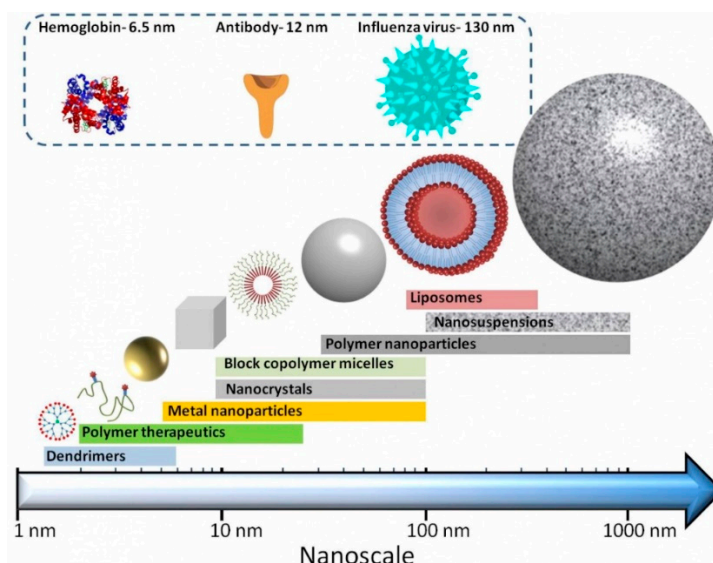 Hemoglobin- 6.5 nm Antibody- 12 nm Influenza virus- 130 nm
Liposomes
Nanosuspensions
Polymer nanoparticles
Block copolymer micelles
Nanocrystals
Metal nanoparticles
Polymer therapeutics
Dendrimers
1 nm 10 nm 100 nm 1000 nm
Nanoscale